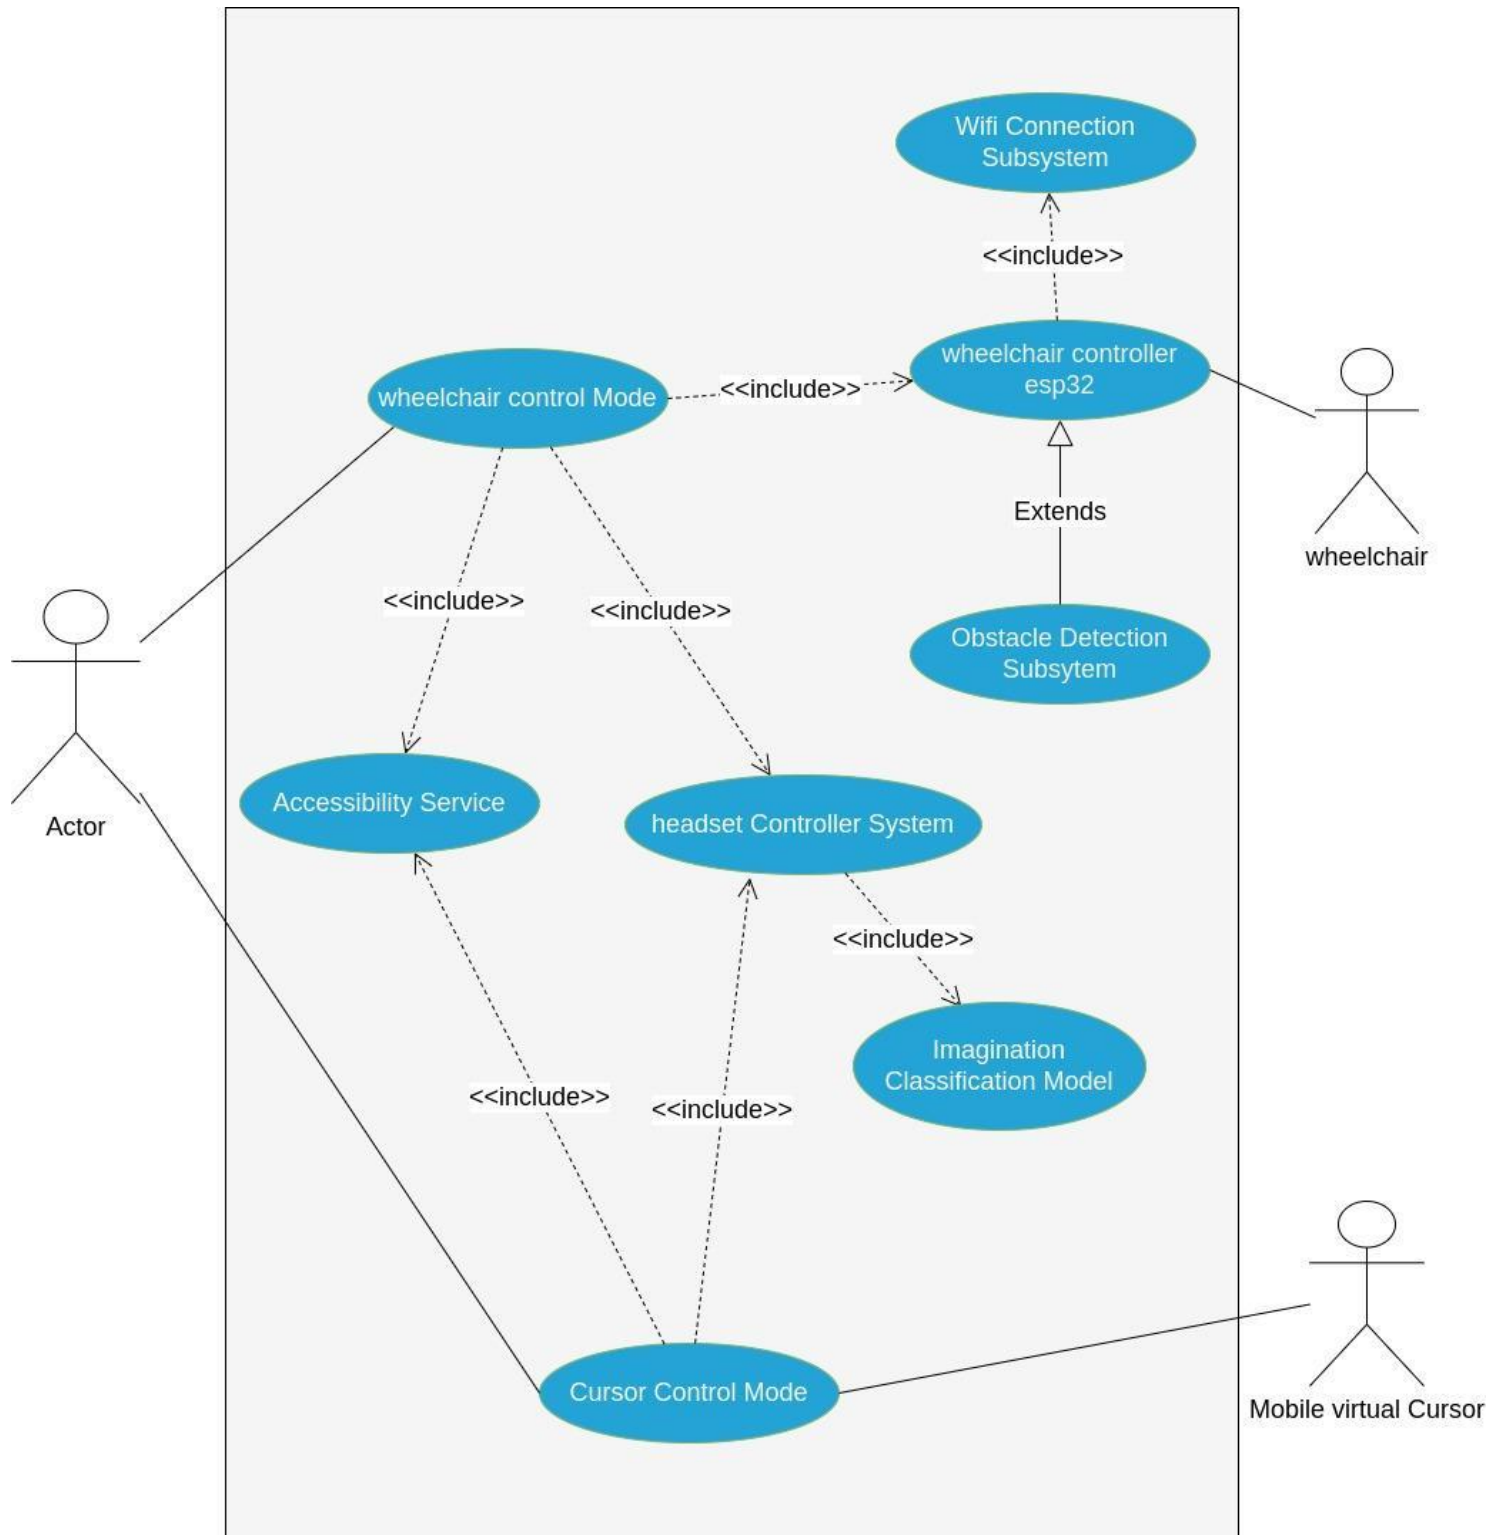 Wifi Connection
Subsystem
<<include>>
wheelchair controller
esp32
wheelchair control Mode
<<include>>
Extends
wheelchair
<<include>>
<<include>>
Obstacle Detection
Subsytem
Accessibility Service
headset Controller System
Actor
<<include>>
Imagination
Classification Model
<<include>>
<<include>>
Cursor Control Mode
Mobile virtual Cursor